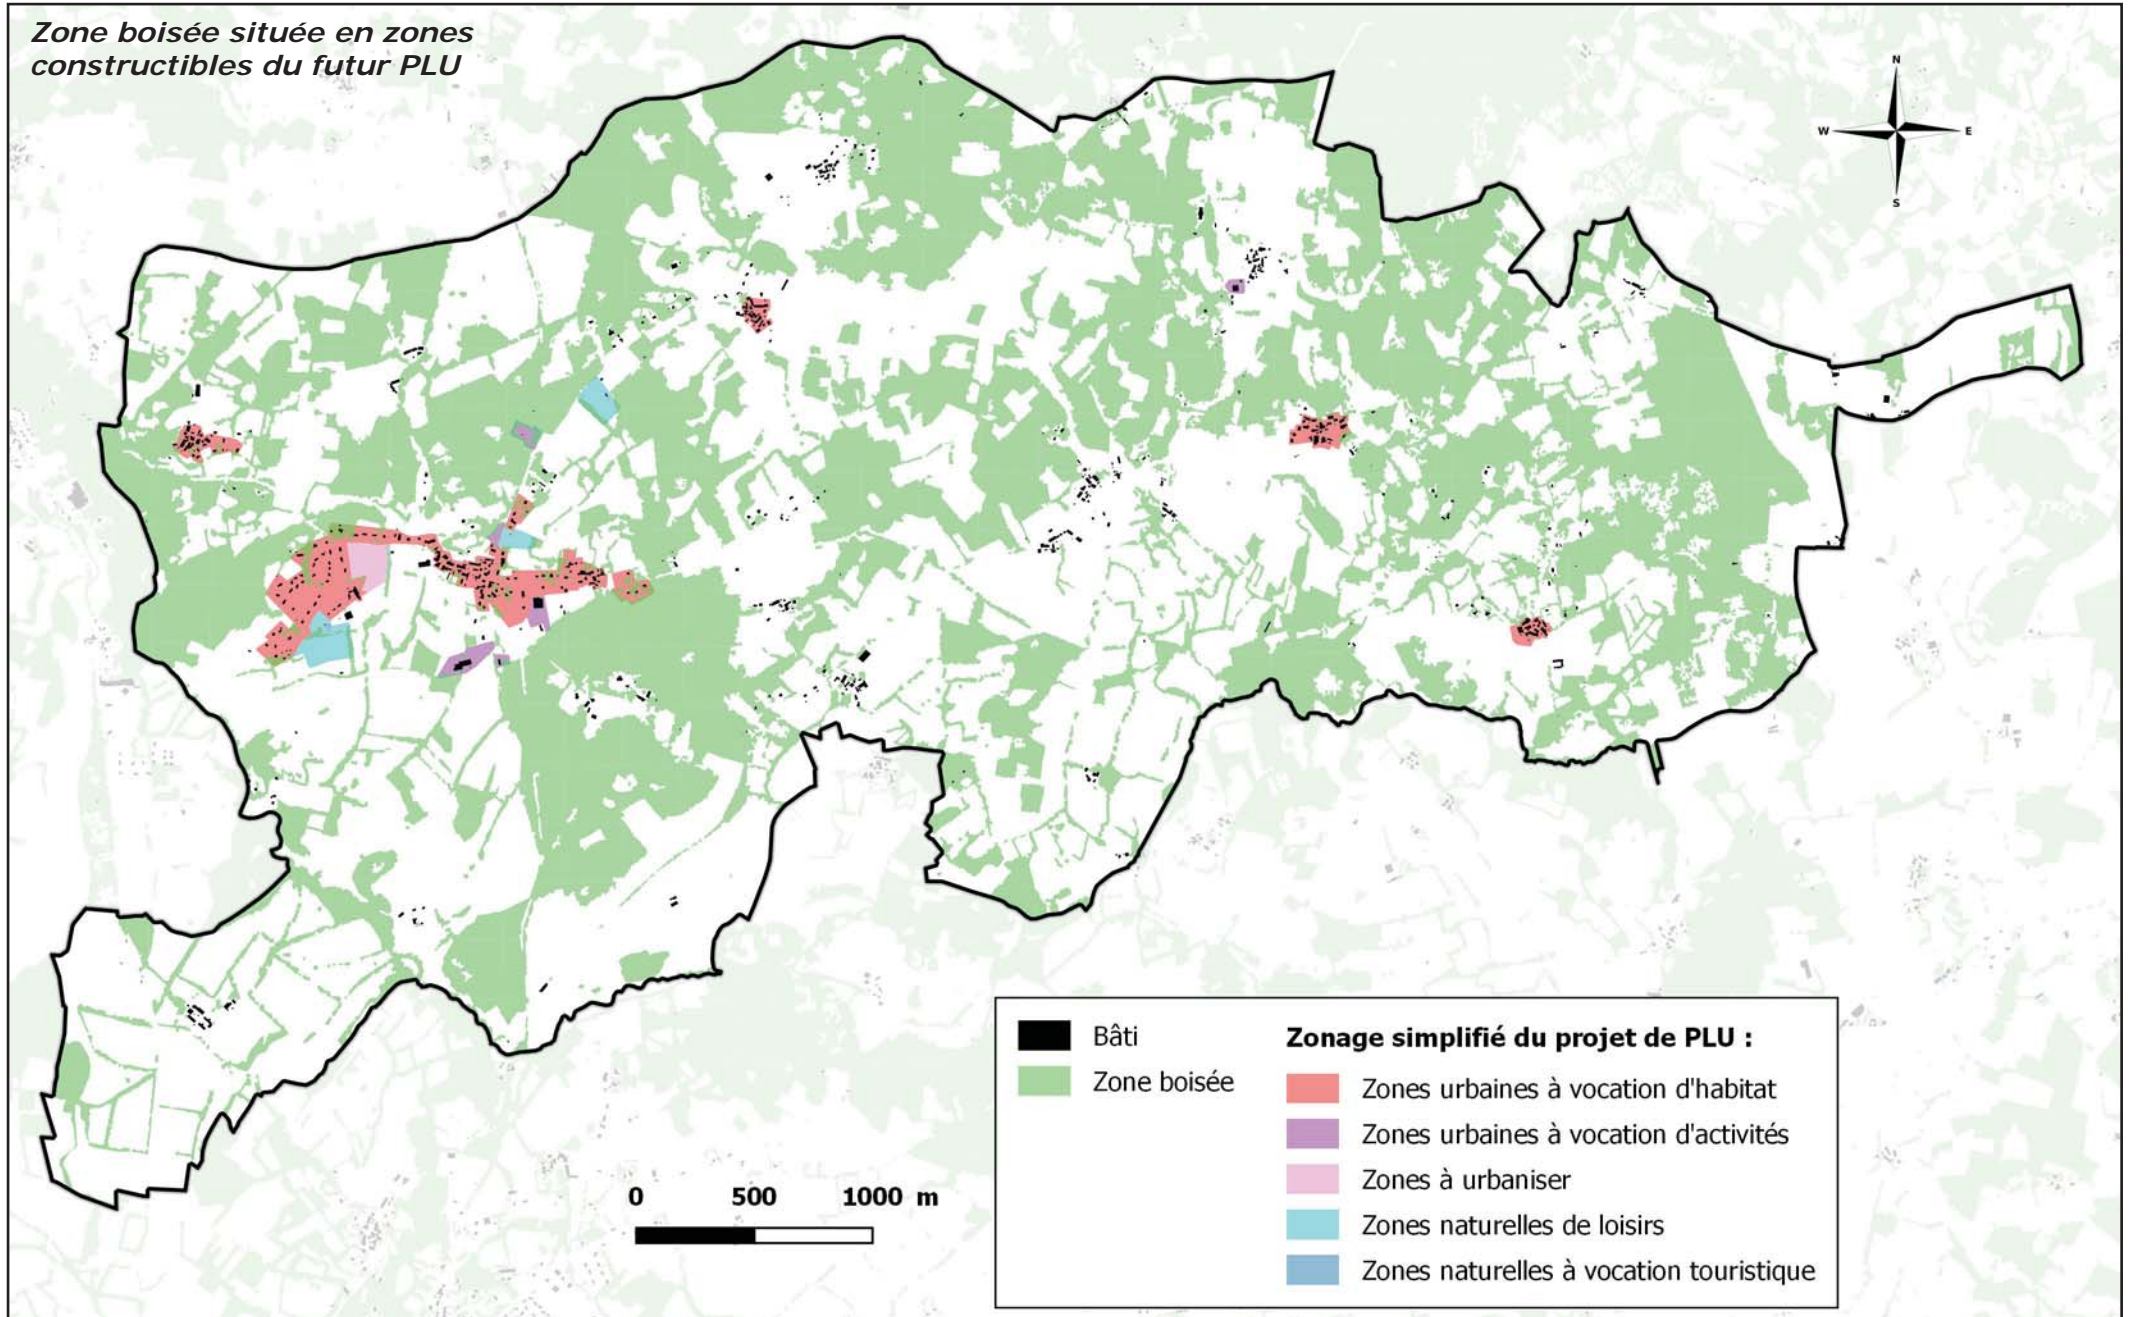 Zone boisée située en zones
constructibles du futur PLU
N
W E
S
Bâti
Zone boisée
Zonage simplifié du projet de PLU :
Zones urbaines à vocation d'habitat
Zones urbaines à vocation d'activités
Zones à urbaniser
Zones naturelles de loisirs
Zones naturelles à vocation touristique
0 500 1000 m